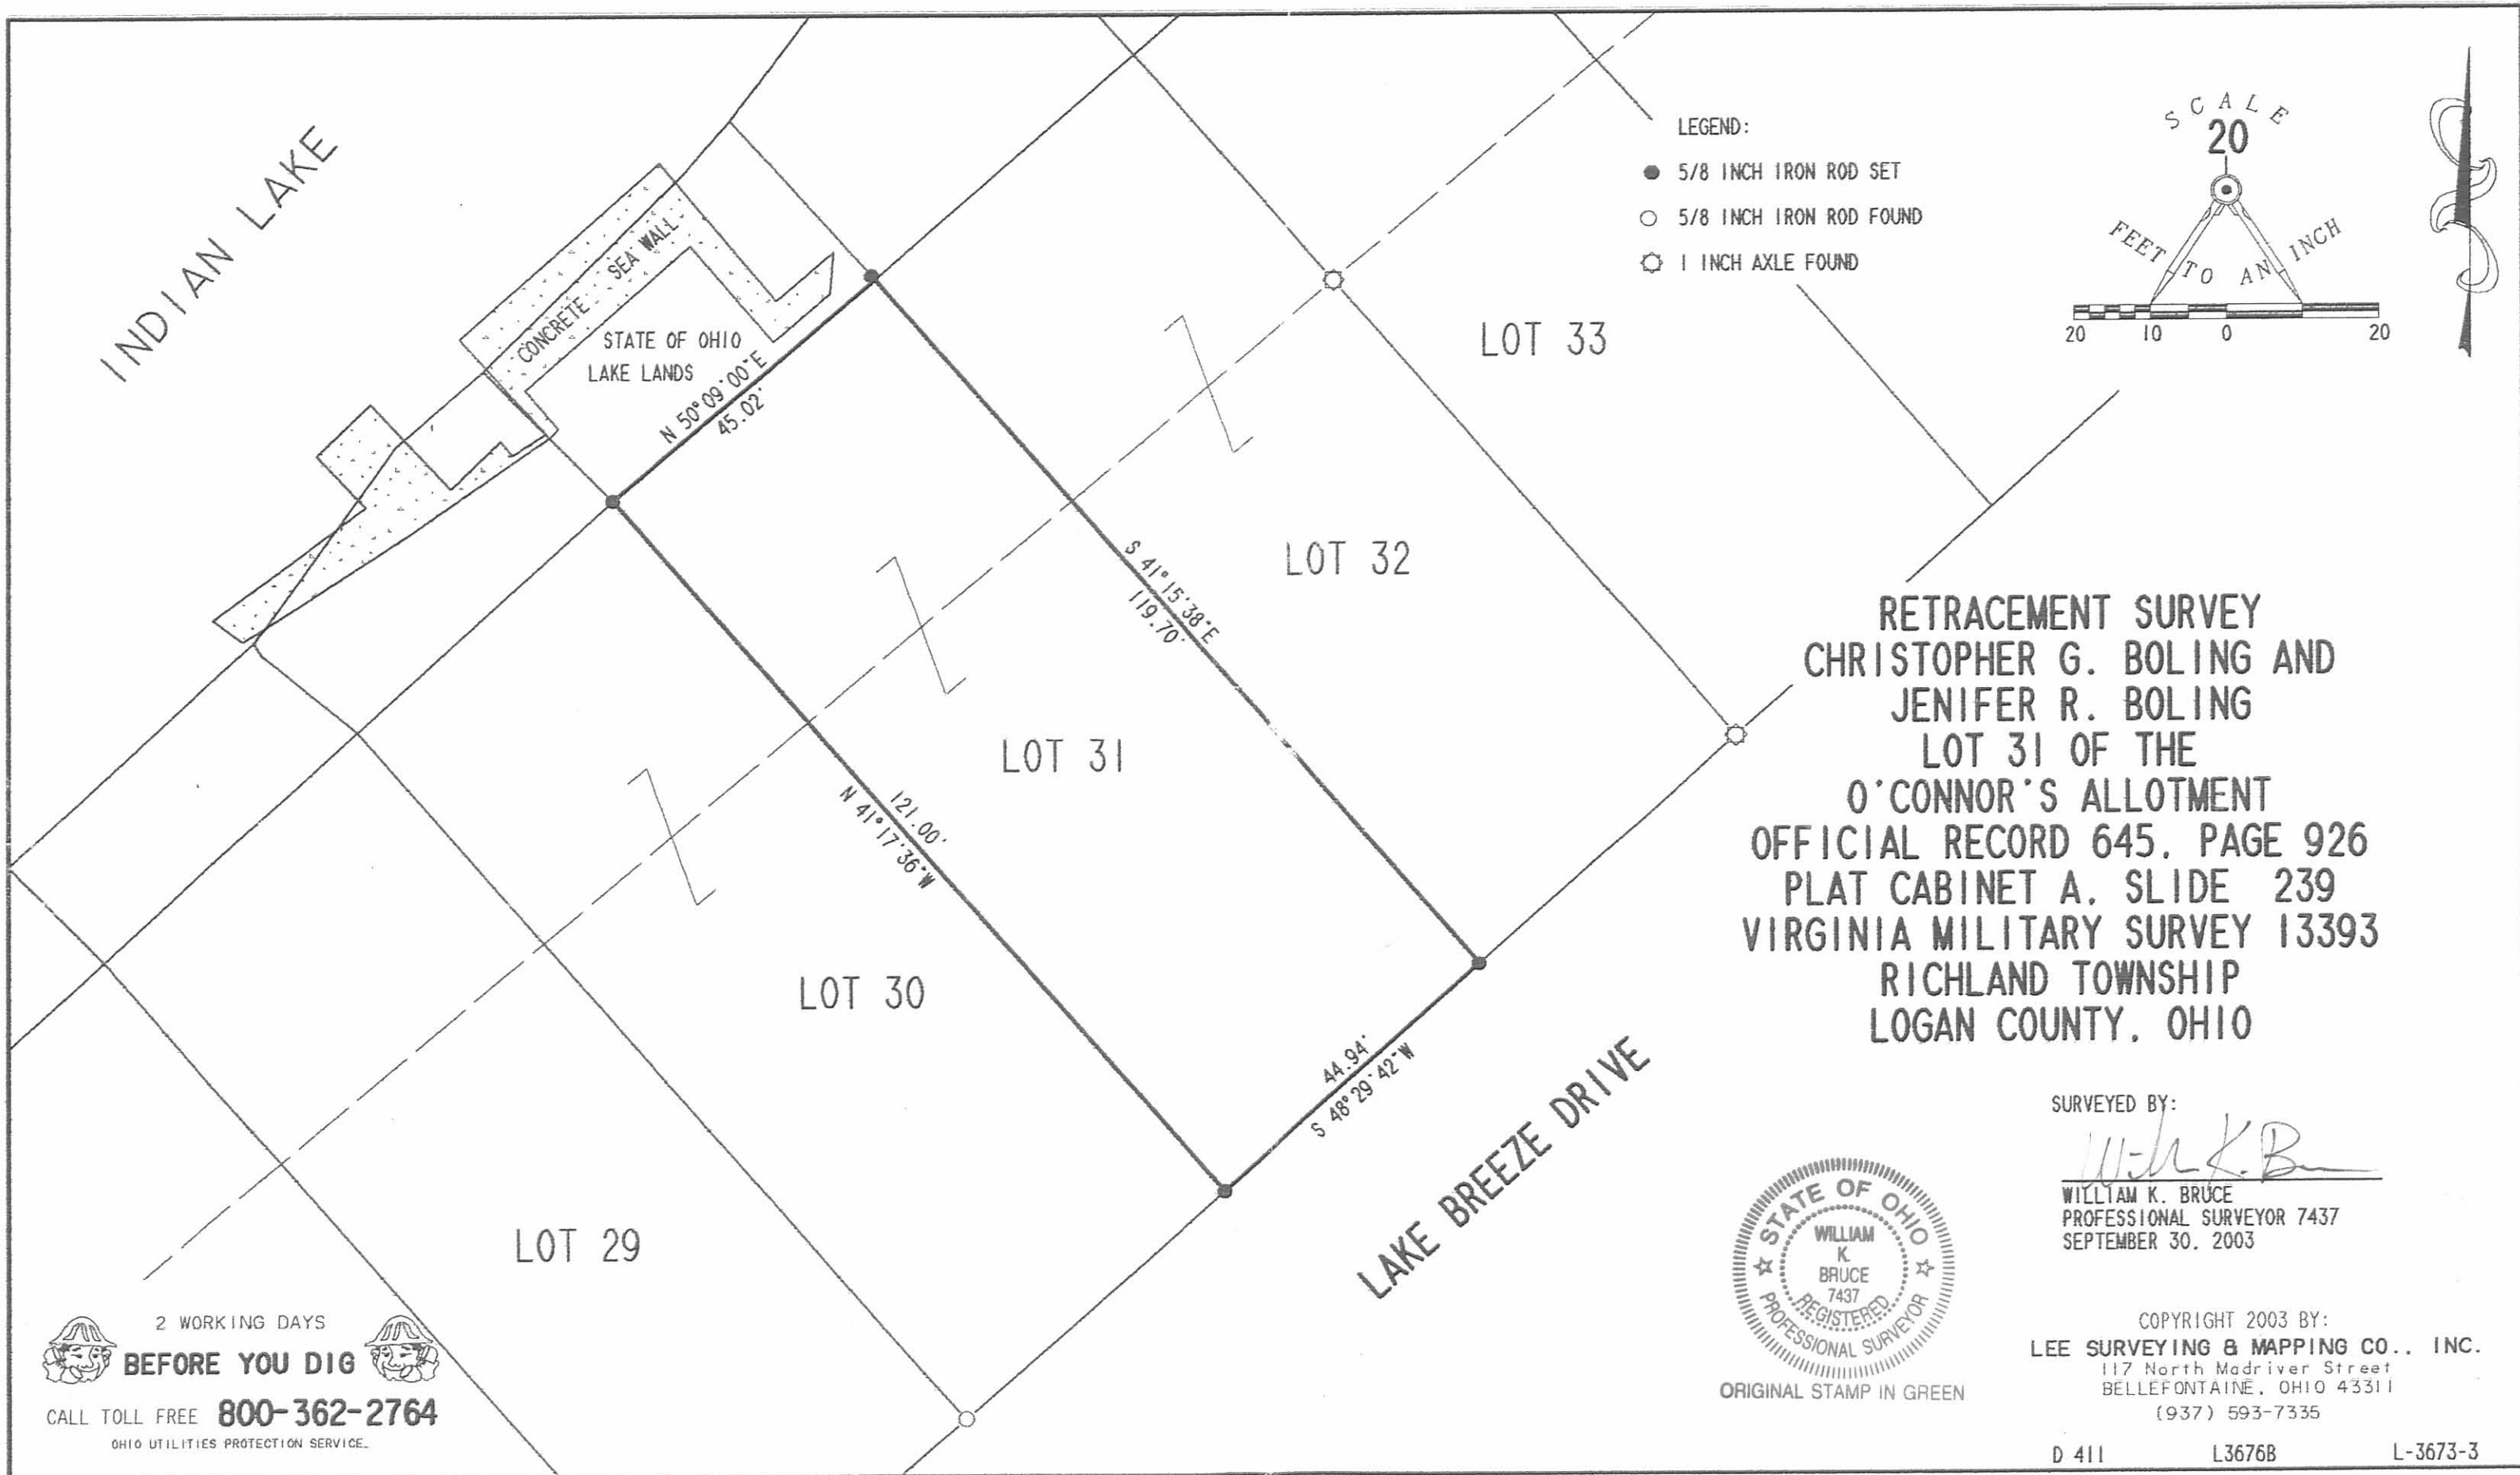 INDIAN LAKE
CONCRETE SEA WALL
STATE OF OHIO
LAKE LANDS
N 50°09'00"E
45.02'
LEGEND:
5/8 INCH IRON ROD SET
5/8 INCH IRON ROD FOUND
1 INCH AXLE FOUND
SCALE
20
FEET TO AN INCH
20 10 0 20
LOT 33
LOT 32
S 41°15'38"E
119.70'
LOT 31
121.00'
N 41°17'36"W
LOT 30
LOT 29
44.94'
S 48°29'42"W
LAKE BREEZE DRIVE
RETRACEMENT SURVEY
CHRISTOPHER G. BOLING AND
JENIFER R. BOLING
LOT 31 OF THE
O'CONNOR'S ALLOTMENT
OFFICIAL RECORD 645, PAGE 926
PLAT CABINET A, SLIDE 239
VIRGINIA MILITARY SURVEY 13393
RICHLAND TOWNSHIP
LOGAN COUNTY, OHIO
SURVEYED BY:
WILLIAM K. BRUCE
PROFESSIONAL SURVEYOR 7437
SEPTEMBER 30, 2003
STATE OF OHIO
WILLIAM
K.
BRUCE
7437
REGISTERED
PROFESSIONAL SURVEYOR
ORIGINAL STAMP IN GREEN
COPYRIGHT 2003 BY:
LEE SURVEYING & MAPPING CO., INC.
117 North Madriver Street
BELLEFONTAINE, OHIO 43311
(937) 593-7335
D 411 L3676B L-3673-3
2 WORKING DAYS
BEFORE YOU DIG
CALL TOLL FREE 800-362-2764
OHIO UTILITIES PROTECTION SERVICE.